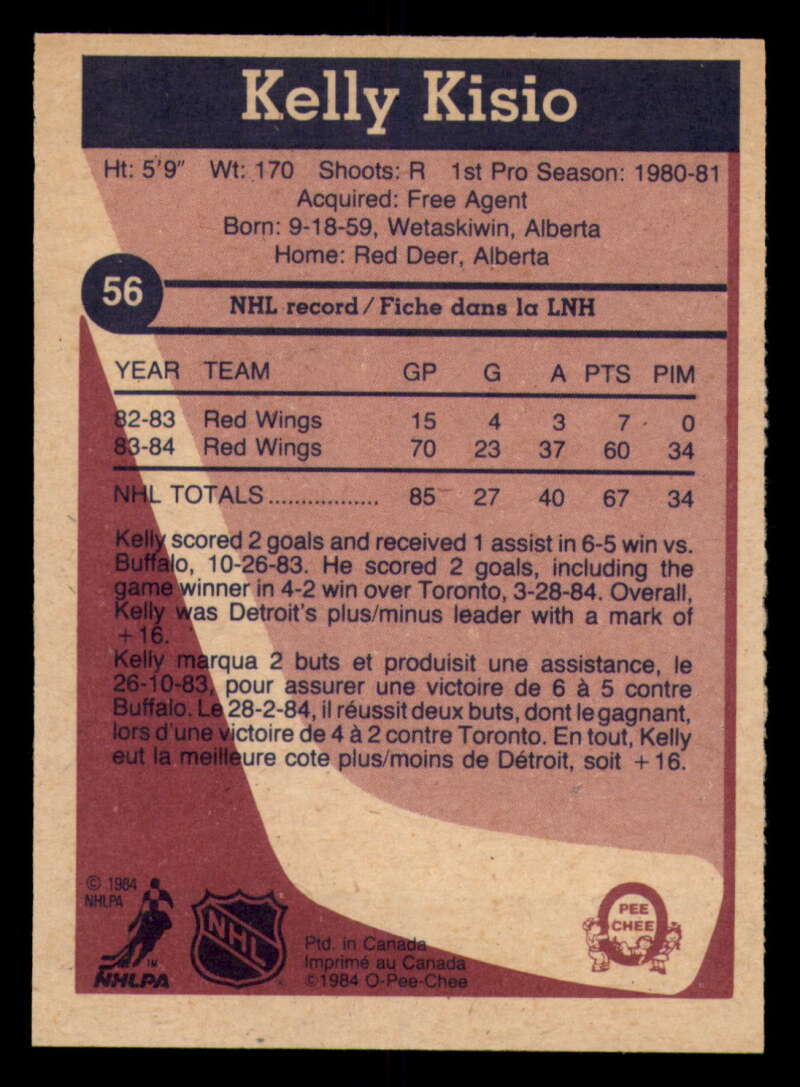 Kelly Kisio
Ht: 5'9" Wt: 170 Shoots: R 1st Pro Season: 1980-81
Acquired: Free Agent
Born: 9-18-59, Wetaskiwin, Alberta
Home: Red Deer, Alberta
56
NHL record/Fiche dans la LNH
YEAR TEAM GP G A PTS PIM
82-83 Red Wings 15 4 3 7 0
83-84 Red Wings 70 23 37 60 34
NHL TOTALS................. 85 27 40 67 34
Kelly scored 2 goals and received 1 assist in 6-5 win vs.
Buffalo, 10-26-83. He scored 2 goals, including the
game winner in 4-2 win over Toronto, 3-28-84. Overall,
Kelly was Detroit's plus/minus leader with a mark of
+16.
Kelly marqua 2 buts et produisit une assistance, le
26-10-83, pour assurer une victoire de 6 à 5 contre
Buffalo. Le 28-2-84, il réussit deux buts, dont le gagnant,
lors d'une victoire de 4 à 2 contre Toronto. En tout, Kelly
eut la meilleure cote plus/moins de Détroit, soit +16.
© 1984
NHLPA
TM
NHLPA
NHL
Ptd. in Canada
Imprimé au Canada
©1984 O-Pee-Chee
PEE
CHEE